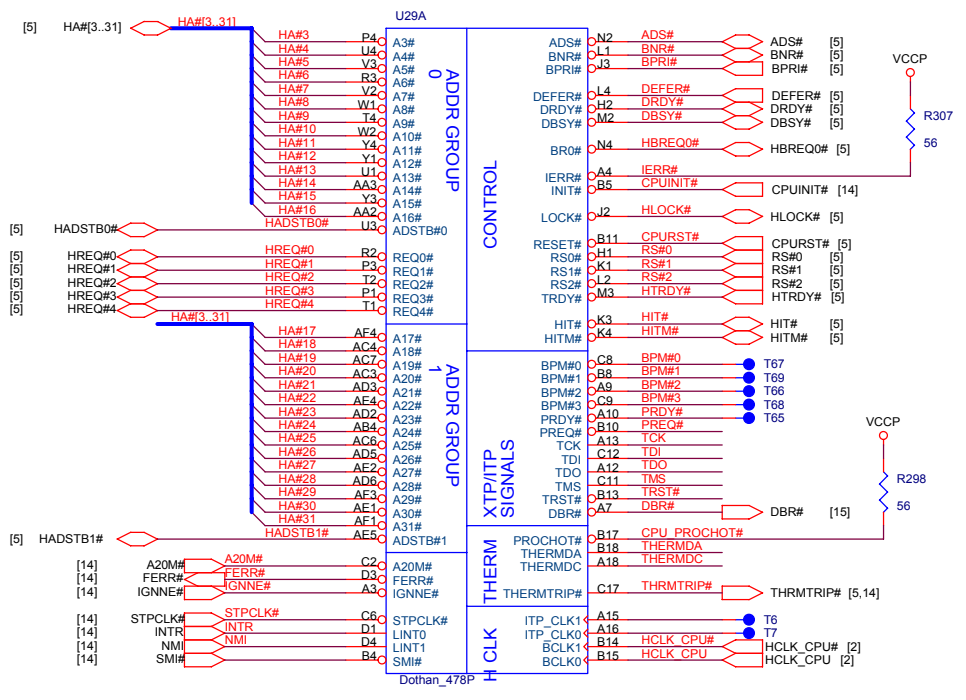 U29A
[5] HA#[3..31] HA#[3..31]
HA#3 P4 A3#
HA#4 U4 A4#
HA#5 V3 A5#
HA#6 R3 A6#
HA#7 V2 A7#
HA#8 W1 A8#
HA#9 T4 A9#
HA#10 W2 A10#
HA#11 Y4 A11#
HA#12 Y1 A12#
HA#13 U1 A13#
HA#14 AA3 A14#
HA#15 Y3 A15#
HA#16 AA2 A16#
[5] HADSTB0# HADSTB0# U3 ADSTB#0
[5] HREQ#0 HREQ#0 R2 REQ0#
[5] HREQ#1 HREQ#1 P3 REQ1#
[5] HREQ#2 HREQ#2 T2 REQ2#
[5] HREQ#3 HREQ#3 P1 REQ3#
[5] HREQ#4 HREQ#4 T1 REQ4#
ADDR GROUP
0
HA#[3..31]
HA#17 AF4 A17#
HA#18 AC4 A18#
HA#19 AC7 A19#
HA#20 AC3 A20#
HA#21 AD3 A21#
HA#22 AE4 A22#
HA#23 AD2 A23#
HA#24 AB4 A24#
HA#25 AC6 A25#
HA#26 AD5 A26#
HA#27 AE2 A27#
HA#28 AD6 A28#
HA#29 AF3 A29#
HA#30 AE1 A30#
HA#31 AF1 A31#
[5] HADSTB1# HADSTB1# AE5 ADSTB#1
ADDR GROUP
1
[14] A20M# A20M# C2 A20M#
[14] FERR# FERR# D3 FERR#
[14] IGNNE# IGNNE# A3 IGNNE#
[14] STPCLK# STPCLK# C6 STPCLK#
[14] INTR INTR D1 LINT0
[14] NMI NMI D4 LINT1
[14] SMI# B4 SMI#
CONTROL
ADS# N2 ADS# ADS# [5]
BNR# L1 BNR# BNR# [5]
BPRI# J3 BPRI# BPRI# [5]
DEFER# L4 DEFER# DEFER# [5]
DRDY# H2 DRDY# DRDY# [5]
DBSY# M2 DBSY# DBSY# [5]
BR0# N4 HBREQ0# HBREQ0# [5]
IERR# A4 IERR#
VCCP
R307
56
INIT# B5 CPUINIT# CPUINIT# [14]
LOCK# J2 HLOCK# HLOCK# [5]
RESET# B11 CPURST# CPURST# [5]
RS0# H1 RS#0 RS#0 [5]
RS1# K1 RS#1 RS#1 [5]
RS2# L2 RS#2 RS#2 [5]
TRDY# M3 HTRDY# HTRDY# [5]
HIT# K3 HIT# HIT# [5]
HITM# K4 HITM# HITM# [5]
XTP/ITP
SIGNALS
BPM#0 C8 BPM#0 T67
BPM#1 B8 BPM#1 T69
BPM#2 A9 BPM#2 T66
BPM#3 C9 BPM#3 T68
PRDY# A10 PRDY# T65
PREQ# B10 PREQ#
TCK A13 TCK
TDI C12 TDI
TDO A12 TDO
TMS C11 TMS
TRST# B13 TRST#
DBR# A7 DBR# DBR# [15]
VCCP
R298
56
THERM
PROCHOT# B17 CPU_PROCHOT#
THERMDA B18 THERMDA
THERMDC A18 THERMDC
THERMTRIP# C17 THRMTRIP# THRMTRIP# [5,14]
H CLK
ITP_CLK1 A15 T6
ITP_CLK0 A16 T7
BCLK1 B14 HCLK_CPU# HCLK_CPU# [2]
BCLK0 B15 HCLK_CPU HCLK_CPU [2]
Dothan_478P